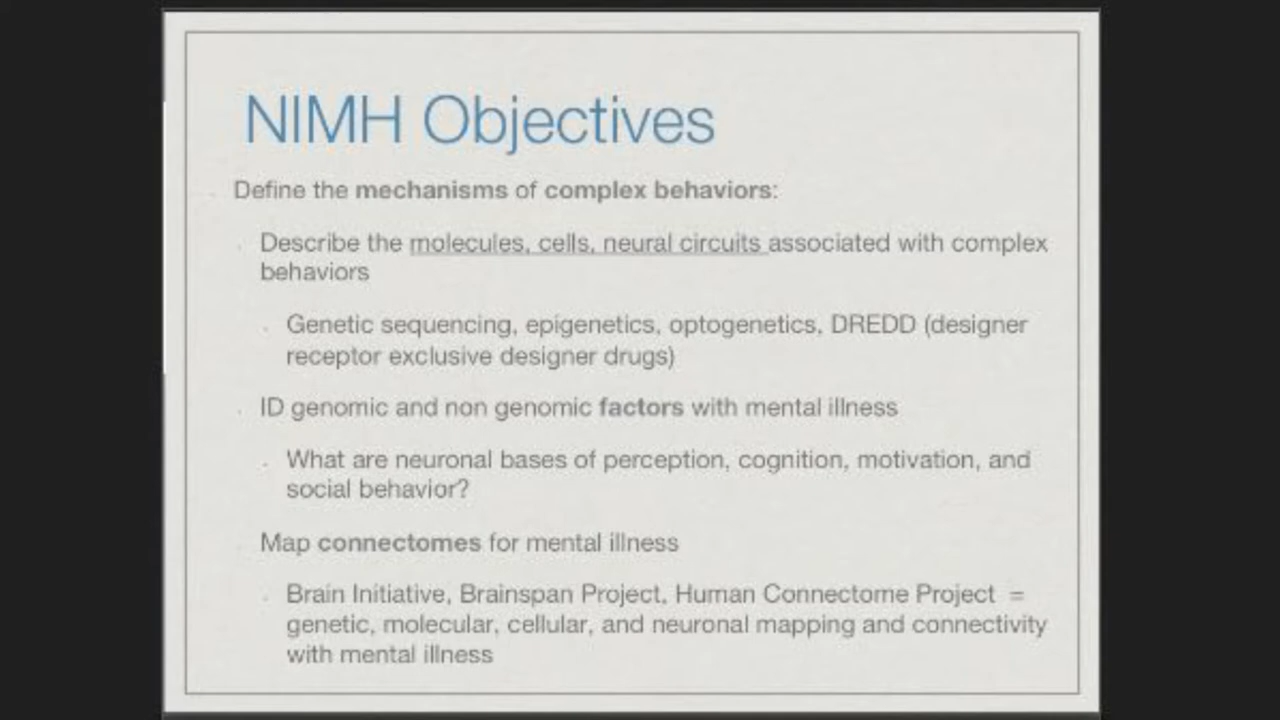 NIMH Objectives
Define the mechanisms of complex behaviors:
Describe the molecules, cells, neural circuits associated with complex
behaviors
Genetic sequencing, epigenetics, optogenetics, DREDD (designer
receptor exclusive designer drugs)
ID genomic and non genomic factors with mental illness
What are neuronal bases of perception, cognition, motivation, and
social behavior?
Map connectomes for mental illness
Brain Initiative, Brainspan Project, Human Connectome Project =
genetic, molecular, cellular, and neuronal mapping and connectivity
with mental illness